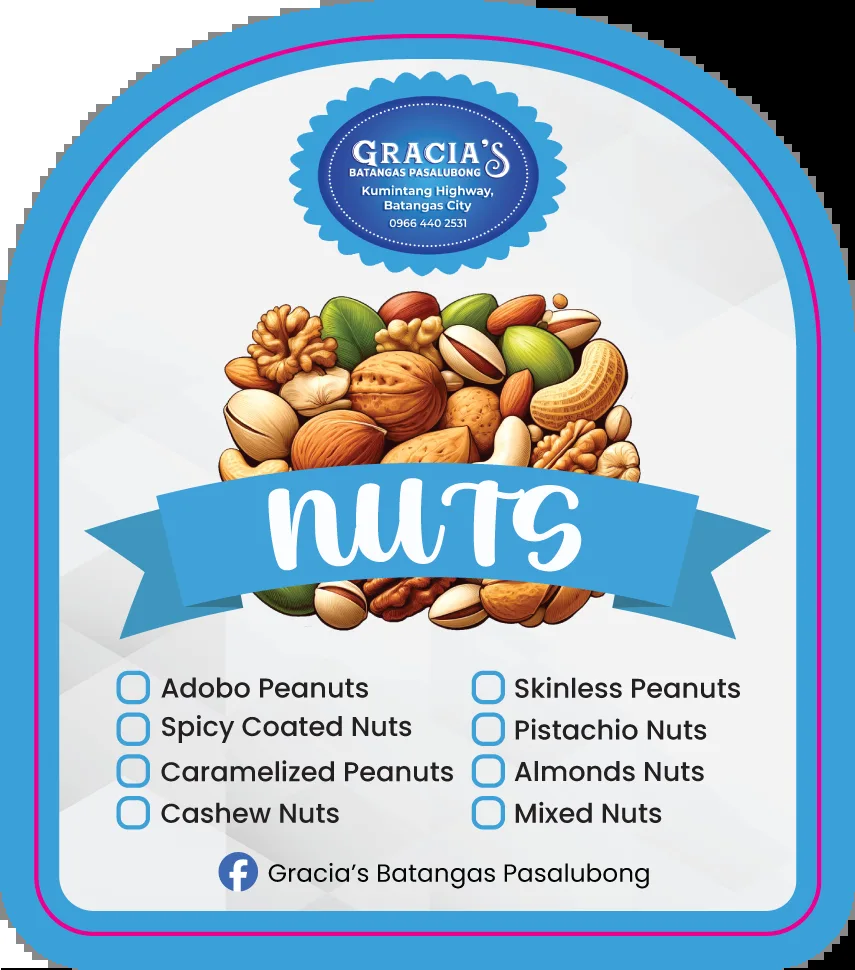 GRACIA'S
BATANGAS PASALUBONG
Kumintang Highway,
Batangas City
0966 440 2531
NUTS
Adobo Peanuts
Spicy Coated Nuts
Caramelized Peanuts
Cashew Nuts
Skinless Peanuts
Pistachio Nuts
Almonds Nuts
Mixed Nuts
Gracia's Batangas Pasalubong